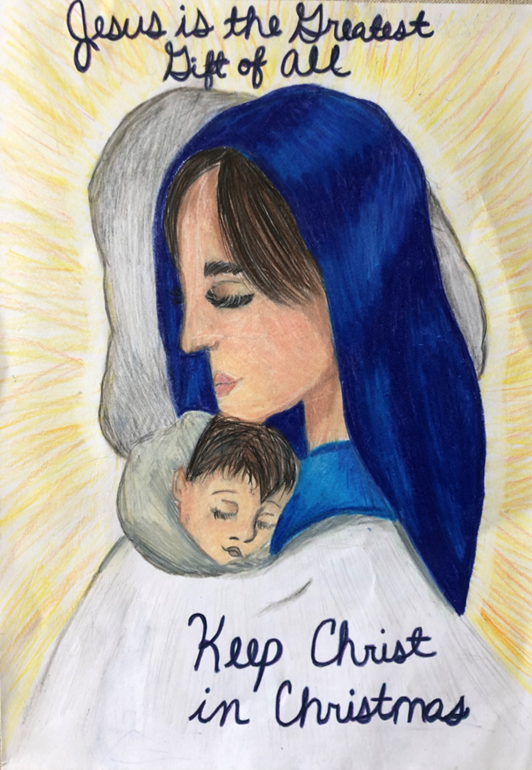 Jesus is the Greatest
Gift of All
Keep Christ
in Christmas